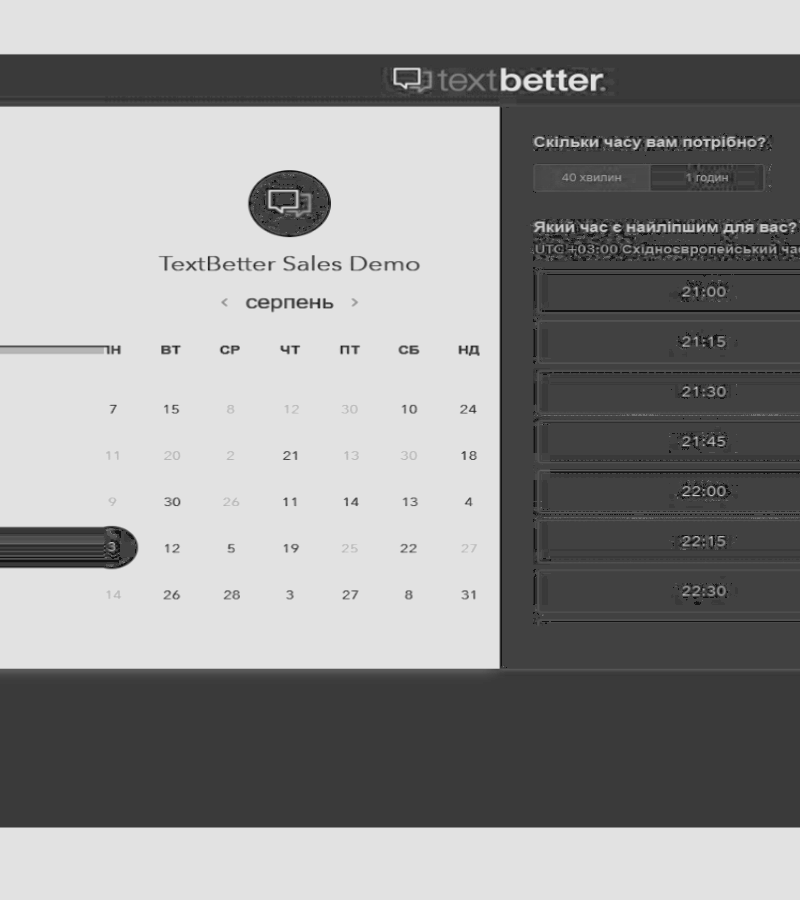 textbetter.
TextBetter Sales Demo
< серпень >
ПН ВТ СР ЧТ ПТ СБ НД
7 15 8 12 30 10 24
11 20 2 21 13 30 18
9 30 26 11 14 13 4
3 12 5 19 25 22 27
14 26 28 3 27 8 31
Скільки часу вам потрібно?
40 хвилин 1 годин
Який час є найліпшим для вас?
UTC +03:00 Східноєвропейський
21:00
21:15
21:30
21:45
22:00
22:15
22:30